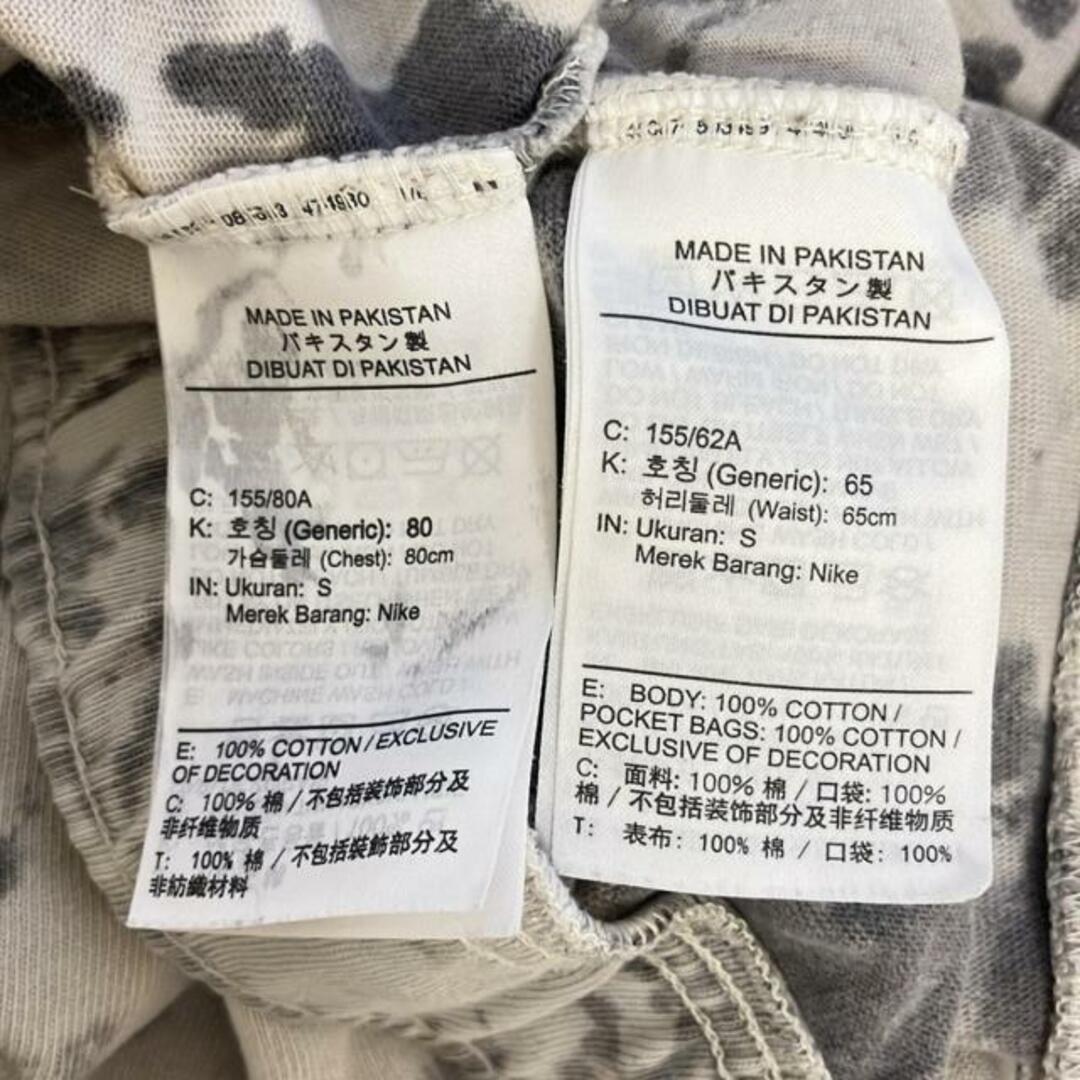 MADE IN PAKISTAN
パキスタン製
DIBUAT DI PAKISTAN
C: 155/80A
K: 호칭 (Generic): 80
가슴둘레 (Chest): 80cm
IN: Ukuran: S
Merek Barang: Nike
E: 100% COTTON / EXCLUSIVE
OF DECORATION
C: 100% 棉 / 不包括装饰部分及
非纤维物质
T: 100% 棉 / 不包括裝飾部分及
非紡織材料
MADE IN PAKISTAN
パキスタン製
DIBUAT DI PAKISTAN
C: 155/62A
K: 호칭 (Generic): 65
허리둘레 (Waist): 65cm
IN: Ukuran: S
Merek Barang: Nike
E: BODY: 100% COTTON /
POCKET BAGS: 100% COTTON /
EXCLUSIVE OF DECORATION
C: 面料: 100% 棉 / 口袋: 100%
棉 / 不包括装饰部分及非纤维物质
T: 表布: 100% 棉 / 口袋: 100%